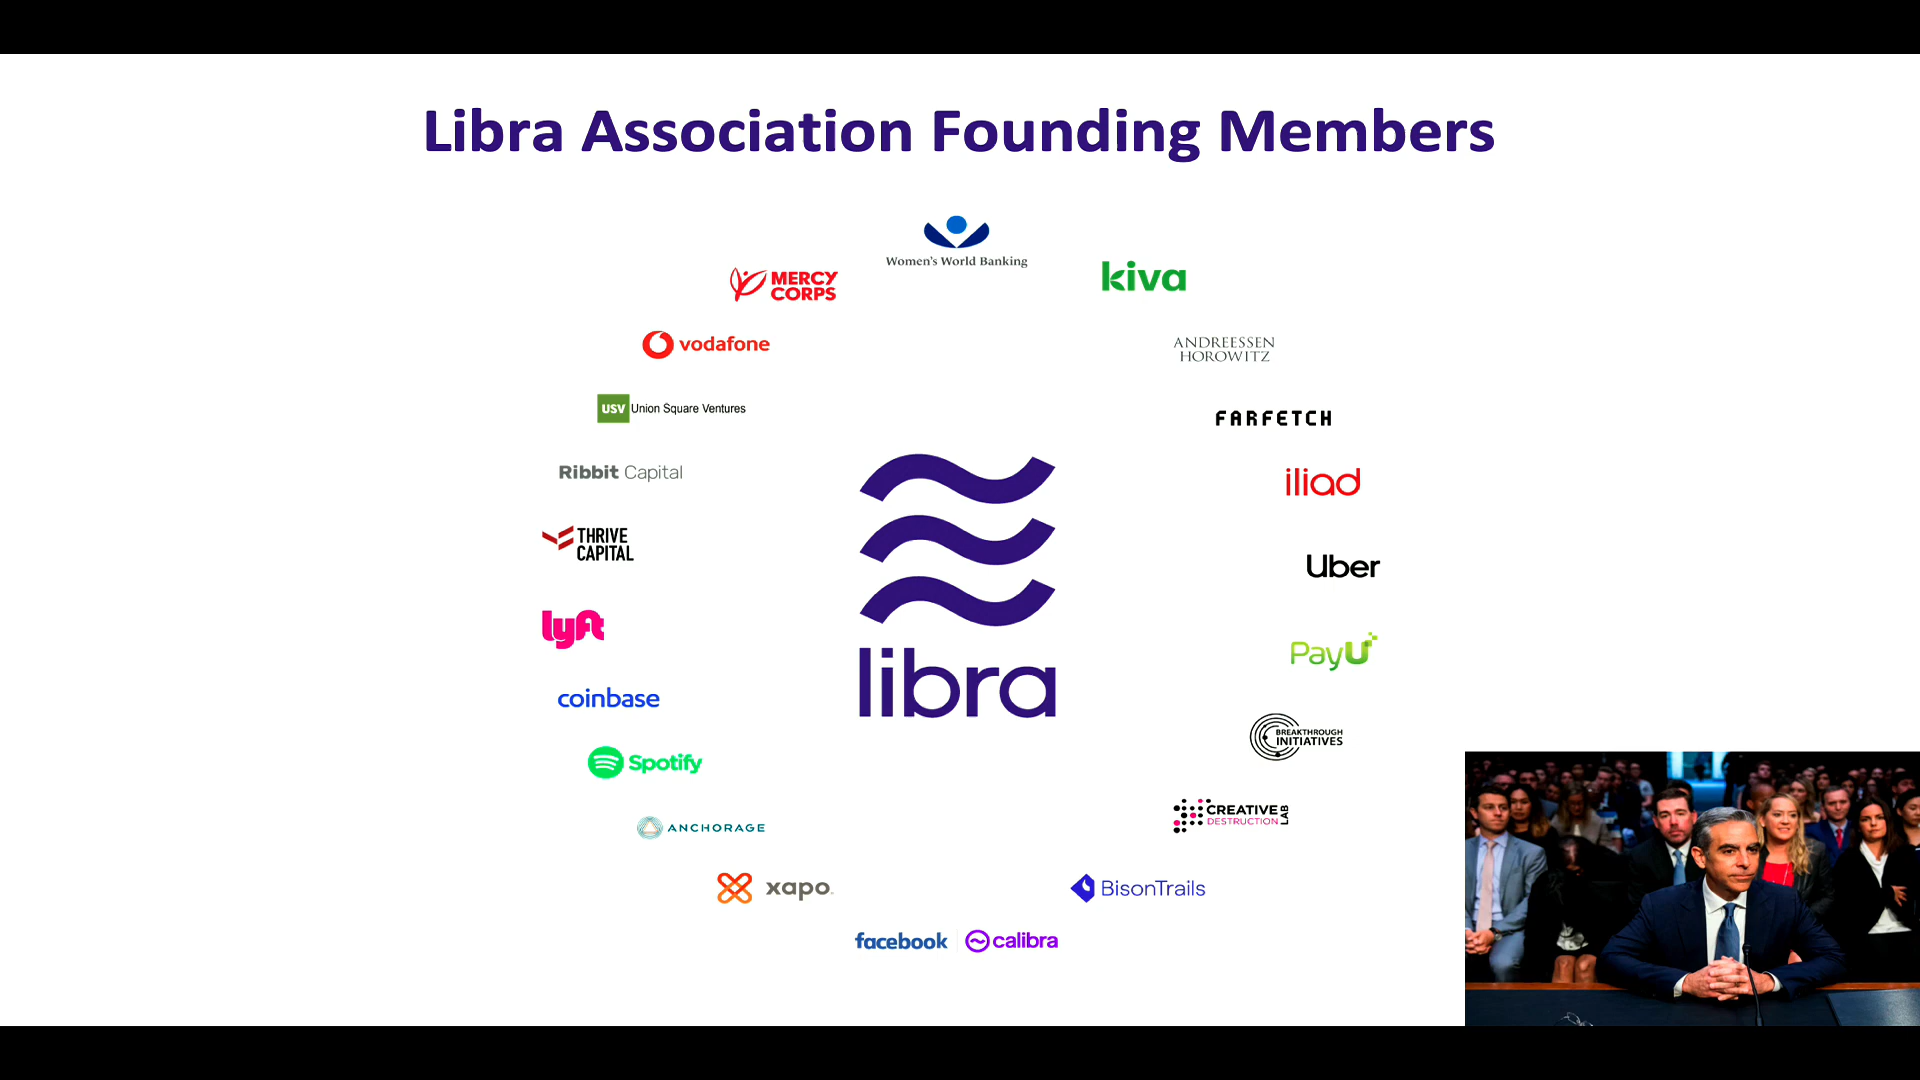 Libra Association Founding Members
Women's World Banking
MERCY
CORPS
kiva
vodafone
ANDREESSEN
HOROWITZ
USV Union Square Ventures
FARFETCH
Ribbit Capital
iliad
THRIVE
CAPITAL
Uber
lyft
PayU
libra
coinbase
BREAKTHROUGH
INITIATIVES
Spotify
CREATIVE
DESTRUCTION
LAB
ANCHORAGE
xapo
BisonTrails
facebook calibra